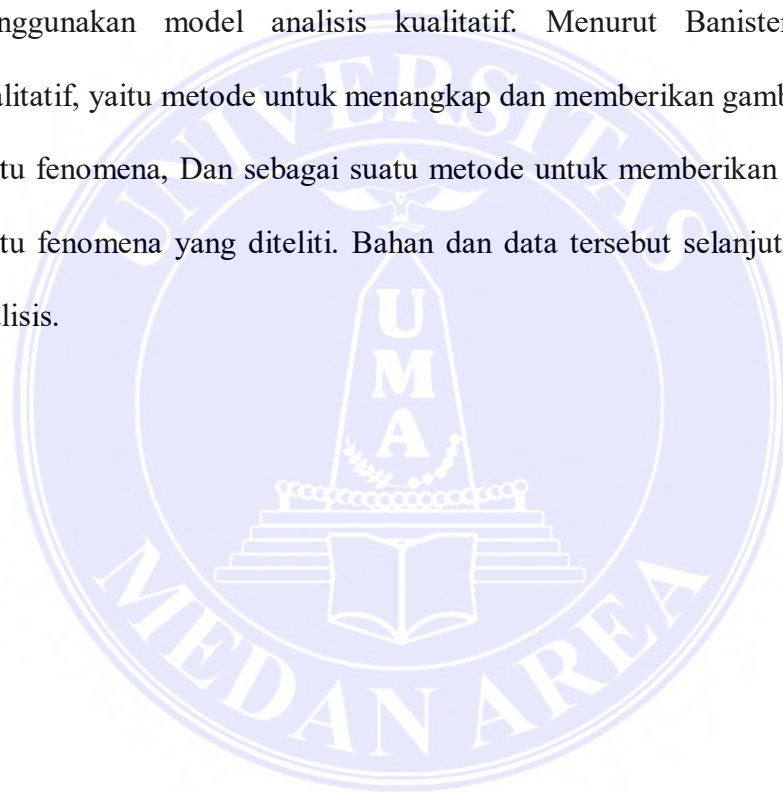 nggunakan model analisis kualitatif. Menurut Banister
alitatif, yaitu metode untuk menangkap dan memberikan gamb
tu fenomena, Dan sebagai suatu metode untuk memberikan
tu fenomena yang diteliti. Bahan dan data tersebut selanjut
alisis.
UNIVERSITAS
U
M
A
MEDAN AREA